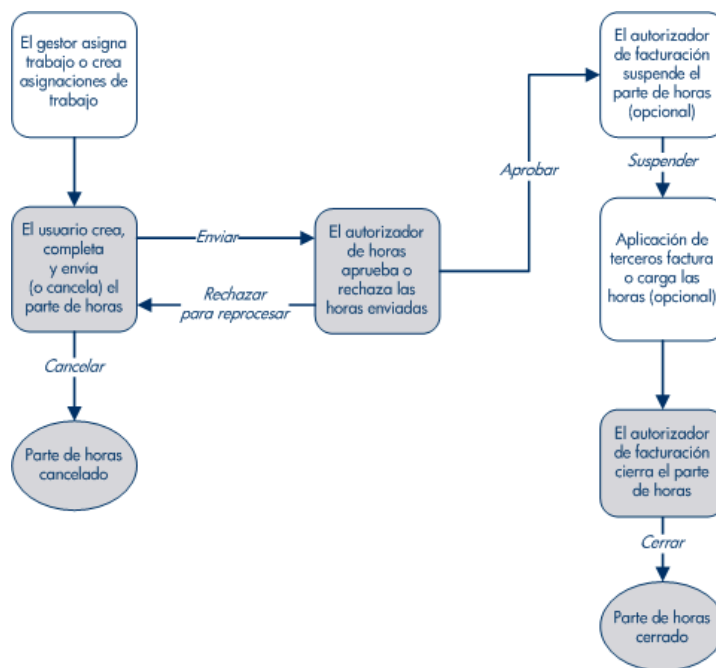 El gestor asigna
trabajo o crea
asignaciones de
trabajo
El usuario crea,
completa
y envía
(o cancela) el
parte de horas
Enviar
Rechazar
para reprocesar
El autorizador
de horas
aprueba o
rechaza las
horas enviadas
Cancelar
Parte de horas
cancelado
Aprobar
El autorizador
de facturación
suspende el
parte de horas
(opcional)
Suspender
Aplicación de
terceros factura
o carga las
horas (opcional)
El autorizador
de facturación
cierra el parte
de horas
Cerrar
Parte de horas
cerrado